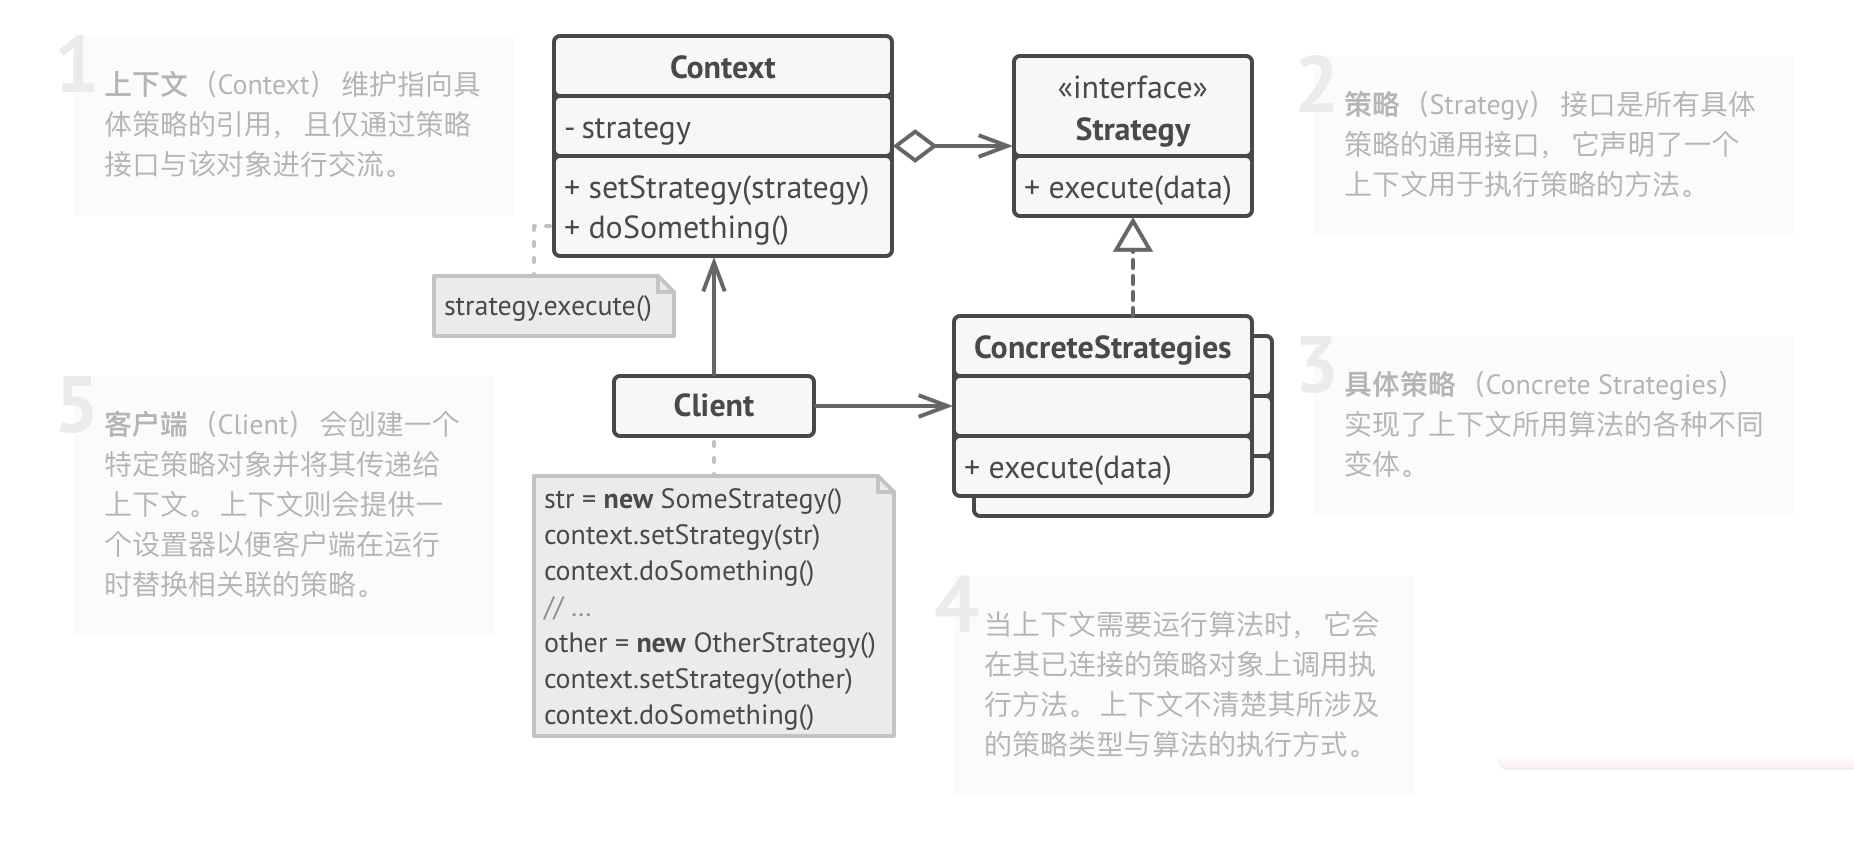 1
上下文（Context）维护指向具
体策略的引用，且仅通过策略
接口与该对象进行交流。
Context
- strategy
+ setStrategy(strategy)
+ doSomething()
strategy.execute()
«interface»
Strategy
+ execute(data)
2
策略（Strategy）接口是所有具体
策略的通用接口，它声明了一个
上下文用于执行策略的方法。
ConcreteStrategies
+ execute(data)
3
具体策略（Concrete Strategies）
实现了上下文所用算法的各种不同
变体。
5
客户端（Client）会创建一个
特定策略对象并将其传递给
上下文。上下文则会提供一
个设置器以便客户端在运行
时替换相关联的策略。
Client
str = new SomeStrategy()
context.setStrategy(str)
context.doSomething()
// ...
other = new OtherStrategy()
context.setStrategy(other)
context.doSomething()
4
当上下文需要运行算法时，它会
在其已连接的策略对象上调用执
行方法。上下文不清楚其所涉及
的策略类型与算法的执行方式。